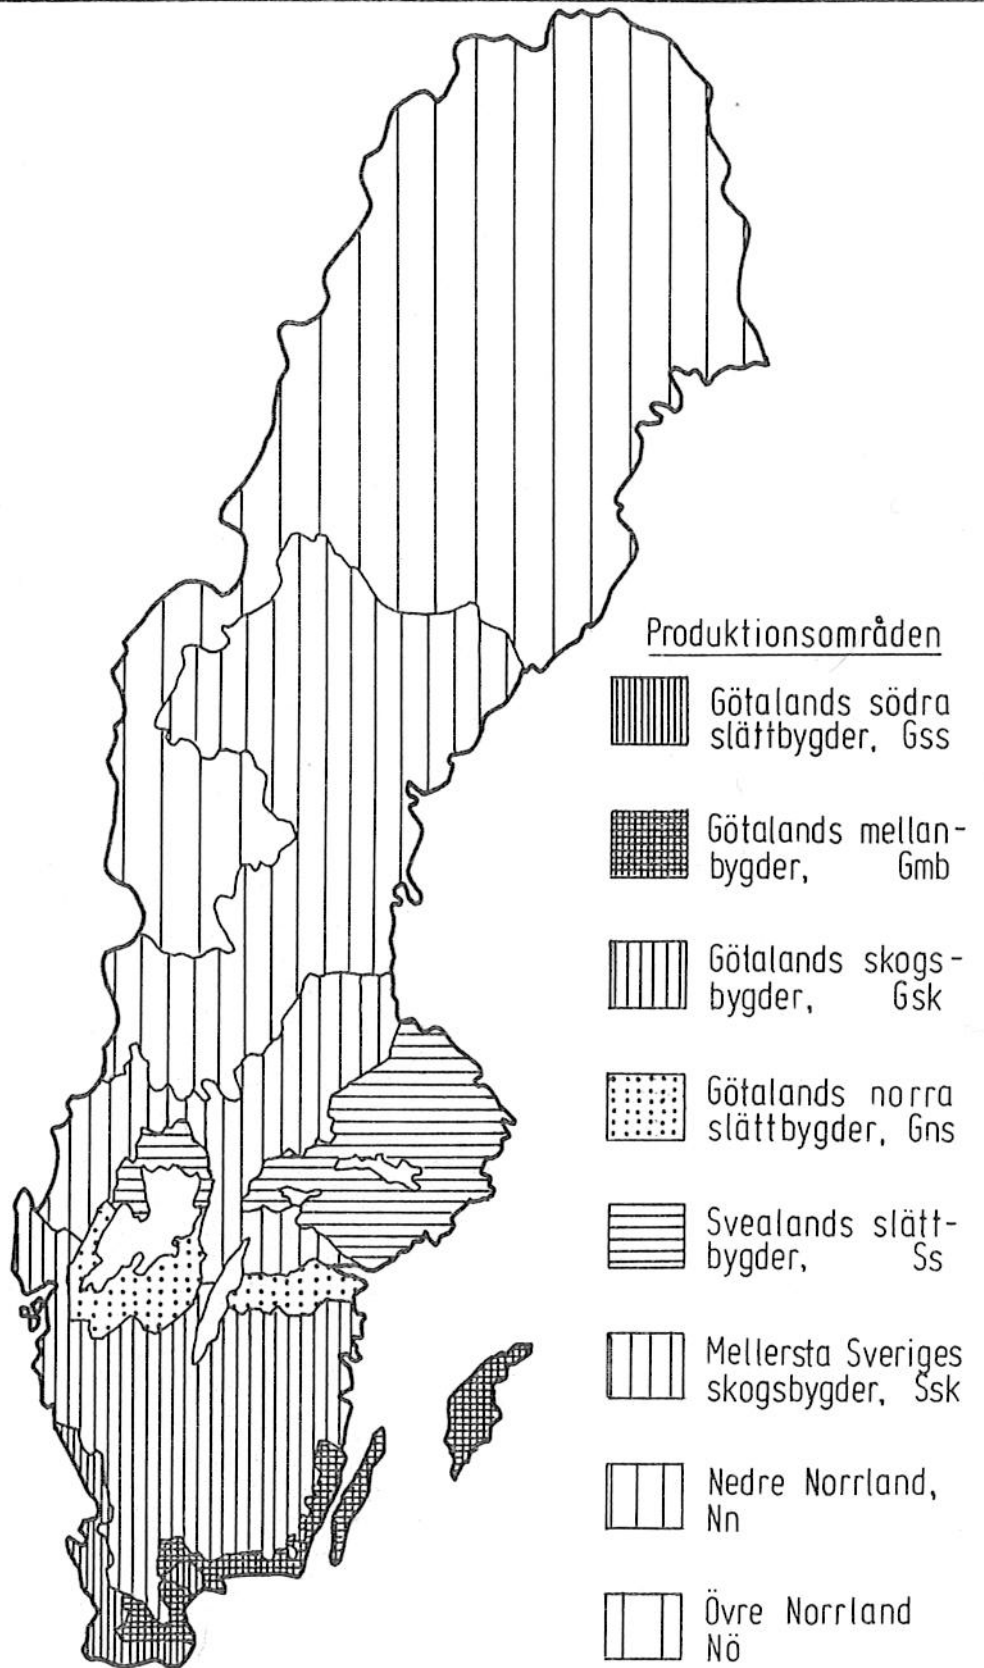 Produktionsområden
Götalands södra
slättbygder, Gss
Götalands mellan-
bygder, Gmb
Götalands skogs-
bygder, Gsk
Götalands norra
slättbygder, Gns
Svealands slätt-
bygder, Ss
Mellersta Sveriges
skogsbygder, Ssk
Nedre Norrland,
Nn
Övre Norrland
Nö